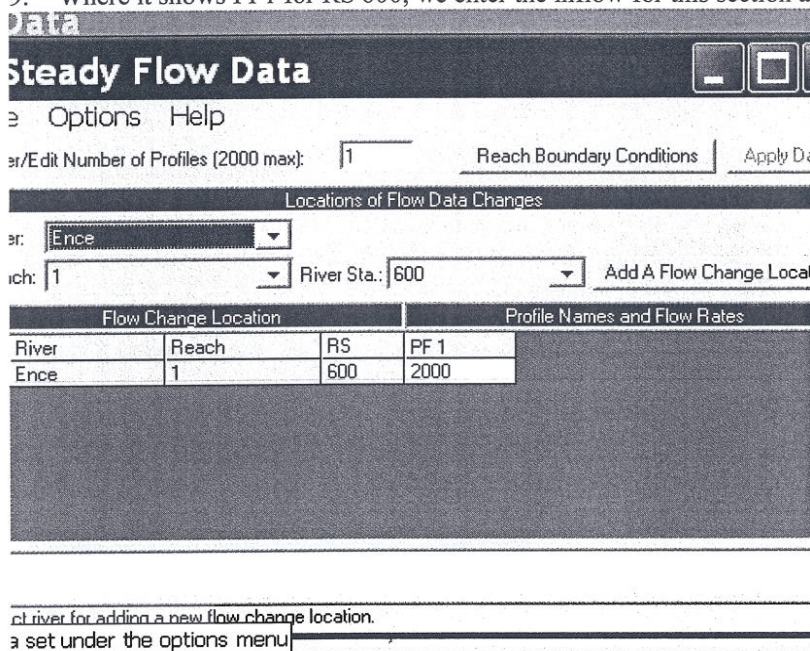 9. Where it shows PF1 for RS 600, we enter the inflow for this section
Data
Steady Flow Data
e Options Help
er/Edit Number of Profiles (2000 max): 1 Reach Boundary Conditions Apply Da
Locations of Flow Data Changes
er: Ence
ach: 1 River Sta.: 600 Add A Flow Change Locat
Flow Change Location Profile Names and Flow Rates
River Reach RS PF 1
Ence 1 600 2000
ct river for adding a new flow change location.
a set under the options menu